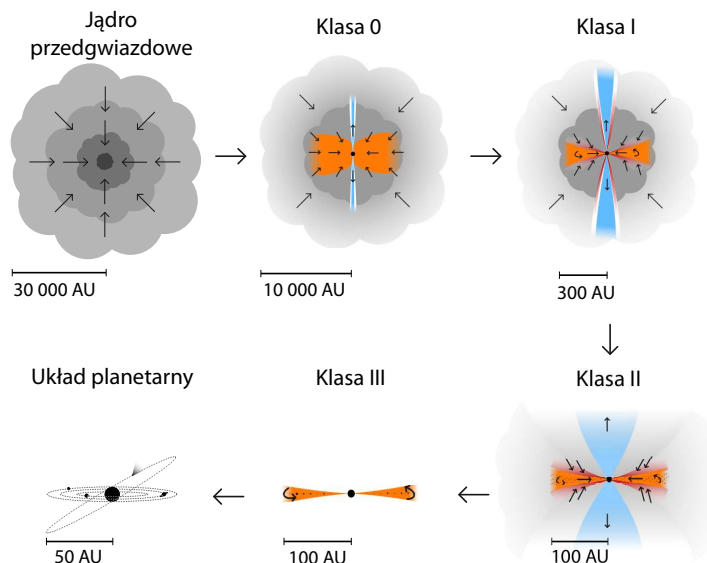 Jądro
przedgwiazdowe
Klasa 0
Klasa I
30 000 AU
10 000 AU
300 AU
Układ planetarny
Klasa III
Klasa II
50 AU
100 AU
100 AU